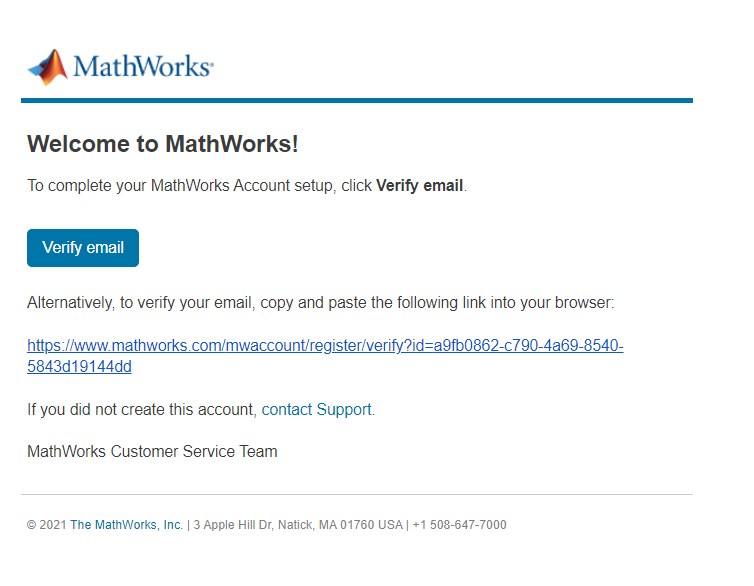 MathWorks®
Welcome to MathWorks!
To complete your MathWorks Account setup, click Verify email.
Verify email
Alternatively, to verify your email, copy and paste the following link into your browser:
https://www.mathworks.com/mwaccount/register/verify?id=a9fb0862-c790-4a69-8540-
5843d19144dd
If you did not create this account, contact Support.
MathWorks Customer Service Team
© 2021 The MathWorks, Inc. | 3 Apple Hill Dr, Natick, MA 01760 USA | +1 508-647-7000